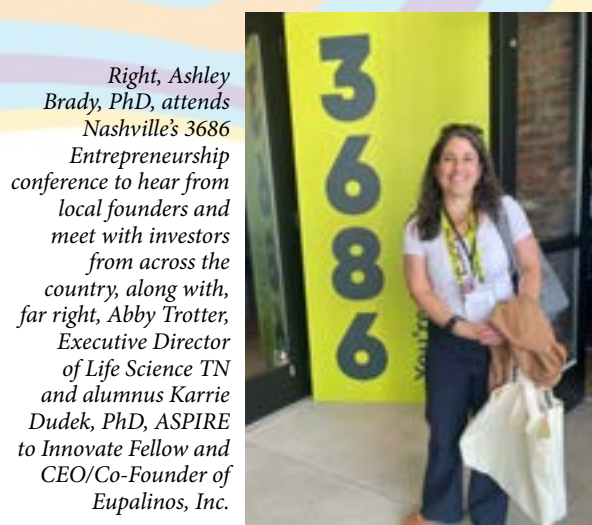 Right, Ashley
Brady, PhD, attends
Nashville's 3686
Entrepreneurship
conference to hear from
local founders and
meet with investors
from across the
country, along with,
far right, Abby Trotter,
Executive Director
of Life Science TN
and alumnus Karrie
Dudek, PhD, ASPIRE
to Innovate Fellow and
CEO/Co-Founder of
Eupalinos, Inc.
3
6
8
6
You're